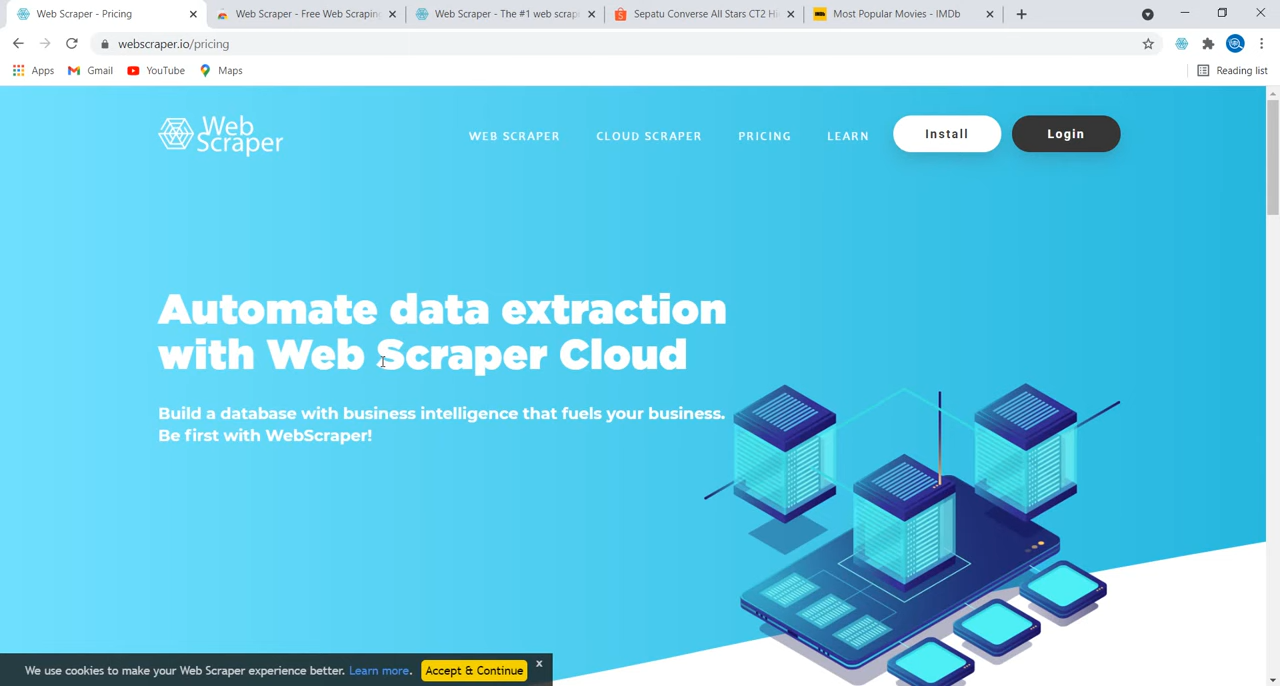 Web Scraper - Pricing
Web Scraper - Free Web Scraping
Web Scraper - The #1 web scrap
Sepatu Converse All Stars CT2 Hi
Most Popular Movies - IMDb
webscraper.io/pricing
Apps
Gmail
YouTube
Maps
Reading list
Web Scraper
WEB SCRAPER
CLOUD SCRAPER
PRICING
LEARN
Install
Login
Automate data extraction
with Web Scraper Cloud
Build a database with business intelligence that fuels your business.
Be first with WebScraper!
We use cookies to make your Web Scraper experience better. Learn more.
Accept & Continue
x